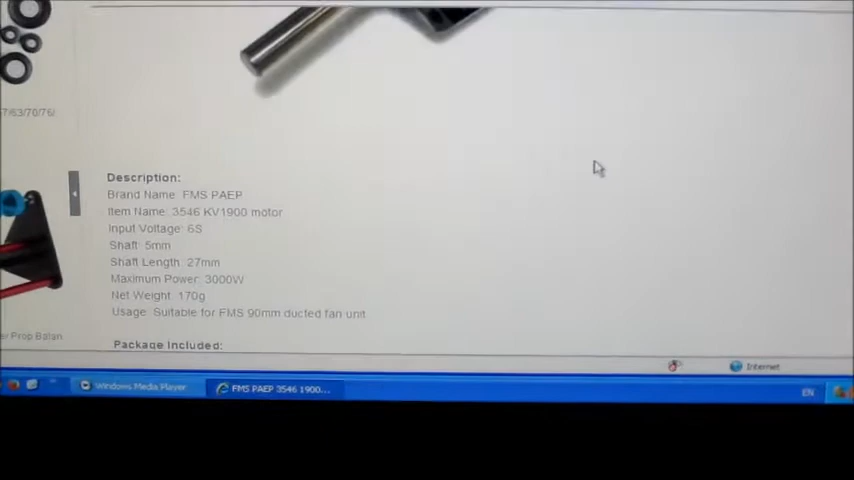 7/63/70/76/
Description:
Brand Name: FMS PAEP
Item Name: 3546 KV1900 motor
Input Voltage: 6S
Shaft: 5mm
Shaft Length: 27mm
Maximum Power: 3000W
Net Weight: 170g
Usage: Suitable for FMS 90mm ducted fan unit
er Prop Balan
Package Included:
Internet
Windows Media Player
FMS PAEP 3546 1900...
EN